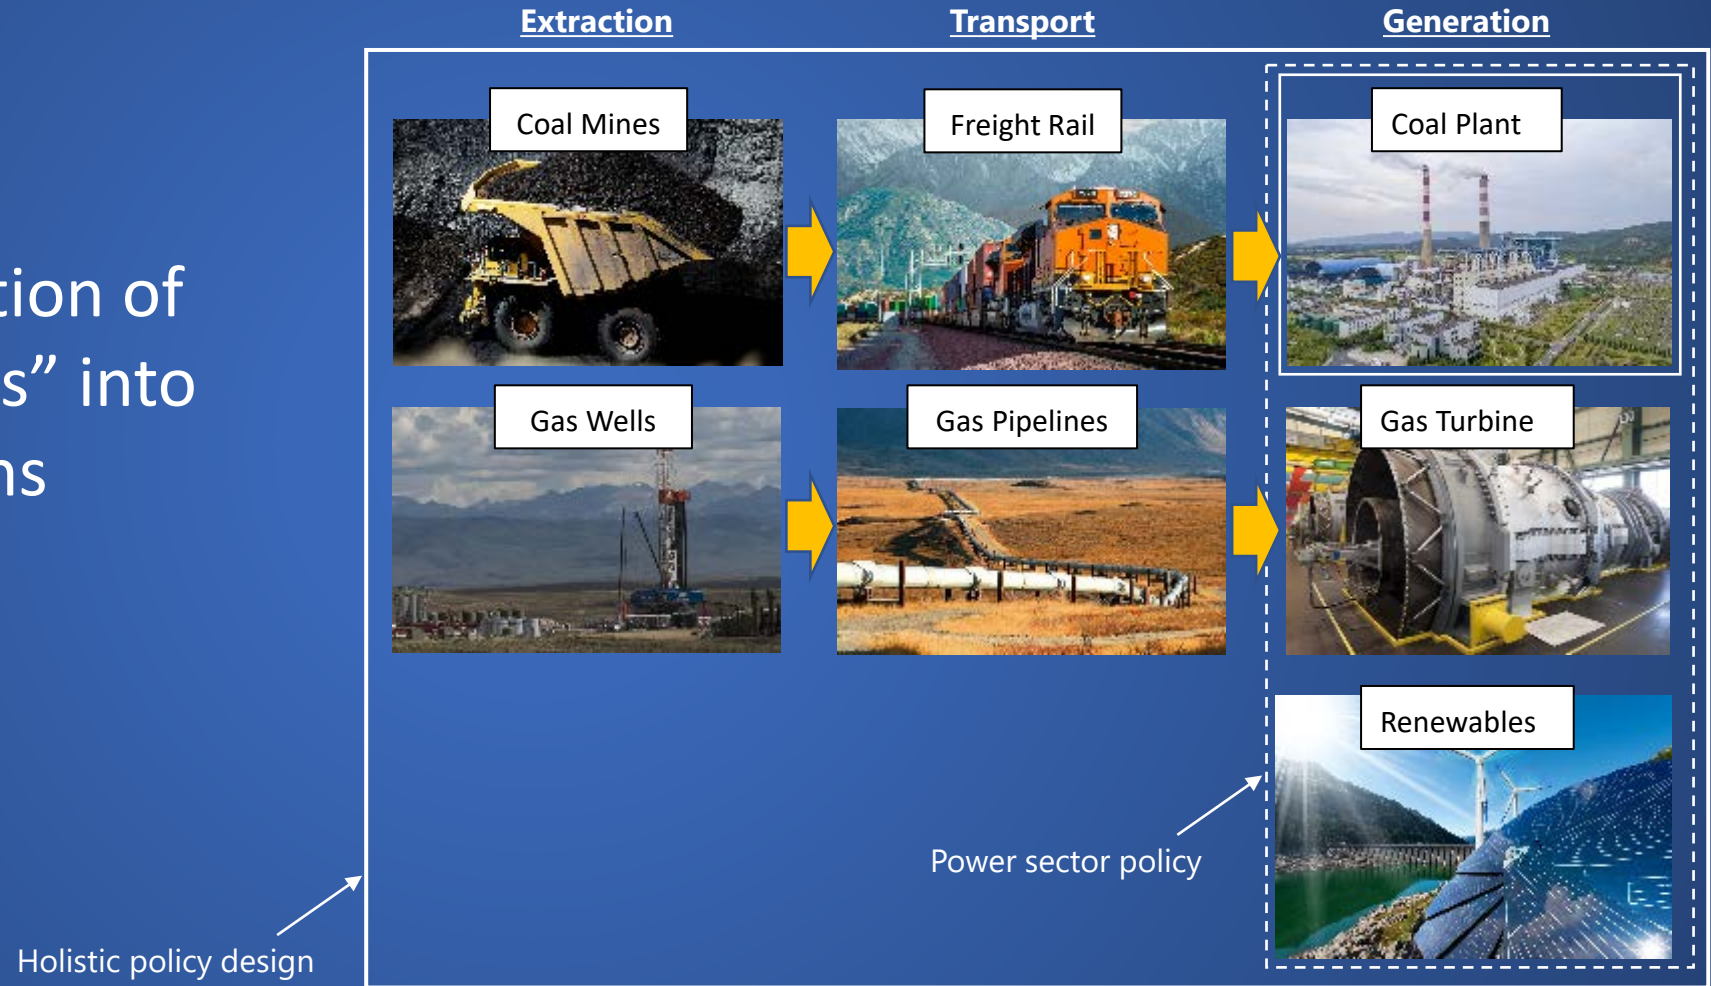 Extraction
Transport
Generation
Coal Mines
Freight Rail
Coal Plant
tion of
s” into
ns
Gas Wells
Gas Pipelines
Gas Turbine
Renewables
Power sector policy
Holistic policy design